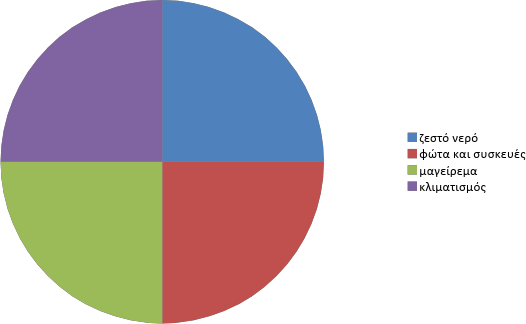 ζεστό νερό
φώτα και συσκευές
μαγείρεμα
κλιματισμός